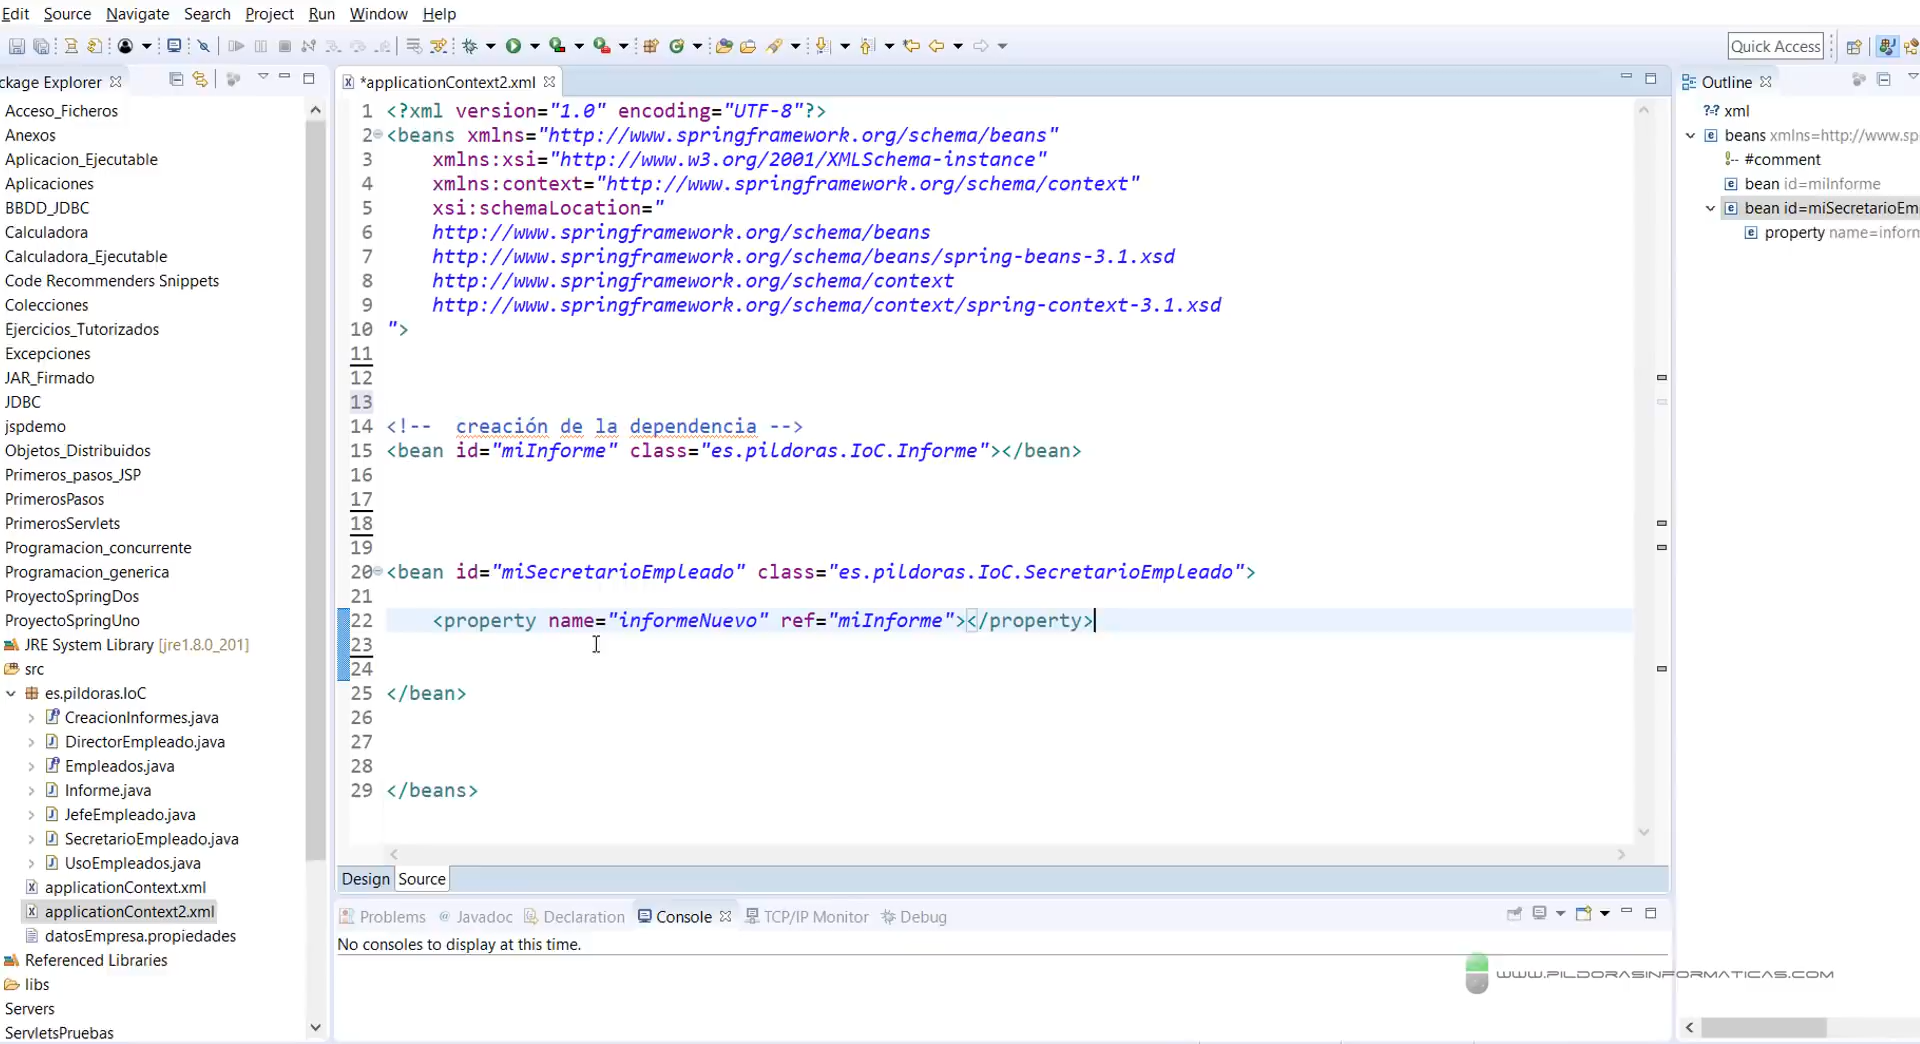 Edit Source Navigate Search Project Run Window Help
Quick Access
ckage Explorer
Acceso_Ficheros
Anexos
Aplicacion_Ejecutable
Aplicaciones
BBDD_JDBC
Calculadora
Calculadora_Ejecutable
Code Recommenders Snippets
Colecciones
Ejercicios_Tutorizados
Excepciones
JAR_Firmado
JDBC
jspdemo
Objetos_Distribuidos
Primeros_pasos_JSP
PrimerosPasos
PrimerosServlets
Programacion_concurrente
Programacion_generica
ProyectoSpringDos
ProyectoSpringUno
JRE System Library [jre1.8.0_201]
src
es.pildoras.IoC
CreacionInformes.java
DirectorEmpleado.java
Empleados.java
Informe.java
JefeEmpleado.java
SecretarioEmpleado.java
UsoEmpleados.java
applicationContext.xml
applicationContext2.xml
datosEmpresa.propiedades
Referenced Libraries
libs
Servers
ServletsPruebas
*applicationContext2.xml
1 <?xml version="1.0" encoding="UTF-8"?>
2 <beans xmlns="http://www.springframework.org/schema/beans"
3 xmlns:xsi="http://www.w3.org/2001/XMLSchema-instance"
4 xmlns:context="http://www.springframework.org/schema/context"
5 xsi:schemaLocation="
6 http://www.springframework.org/schema/beans
7 http://www.springframework.org/schema/beans/spring-beans-3.1.xsd
8 http://www.springframework.org/schema/context
9 http://www.springframework.org/schema/context/spring-context-3.1.xsd
10 ">
11
12
13
14 <!-- creación de la dependencia -->
15 <bean id="miInforme" class="es.pildoras.IoC.Informe"></bean>
16
17
18
19
20 <bean id="miSecretarioEmpleado" class="es.pildoras.IoC.SecretarioEmpleado">
21
22 <property name="informeNuevo" ref="miInforme"></property>
23
24
25 </bean>
26
27
28
29 </beans>
Design Source
Problems Javadoc Declaration Console TCP/IP Monitor Debug
No consoles to display at this time.
WWW.PILDORASINFORMATICAS.COM
Outline
xml
beans xmlns=http://www.sp
#comment
bean id=miInforme
bean id=miSecretarioEm
property name=inform